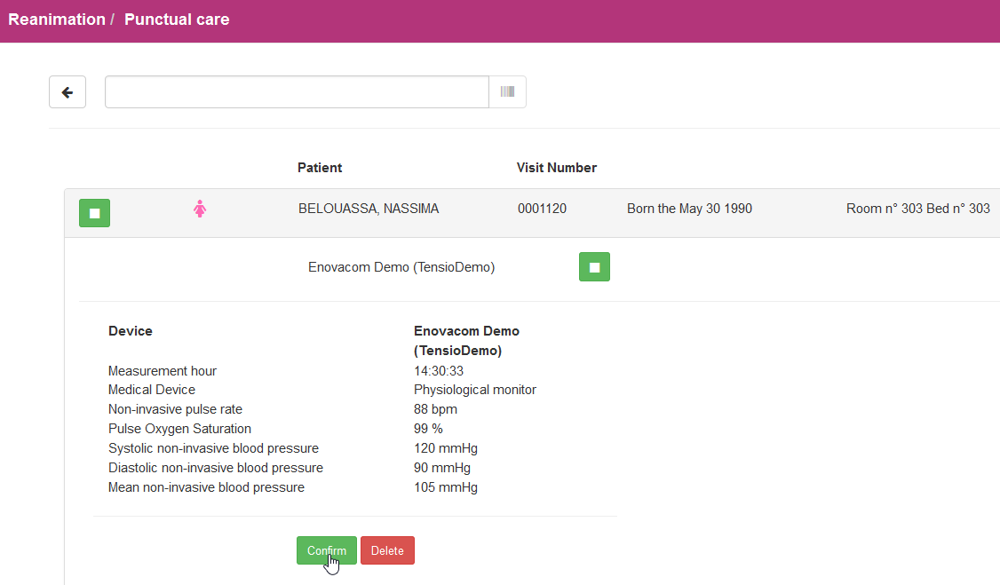 Reanimation / Punctual care
Patient Visit Number
BELOUASSA, NASSIMA 0001120 Born the May 30 1990 Room n° 303 Bed n° 303
Enovacom Demo (TensioDemo)
Device Enovacom Demo
(TensioDemo)
Measurement hour 14:30:33
Medical Device Physiological monitor
Non-invasive pulse rate 88 bpm
Pulse Oxygen Saturation 99 %
Systolic non-invasive blood pressure 120 mmHg
Diastolic non-invasive blood pressure 90 mmHg
Mean non-invasive blood pressure 105 mmHg
Confirm Delete